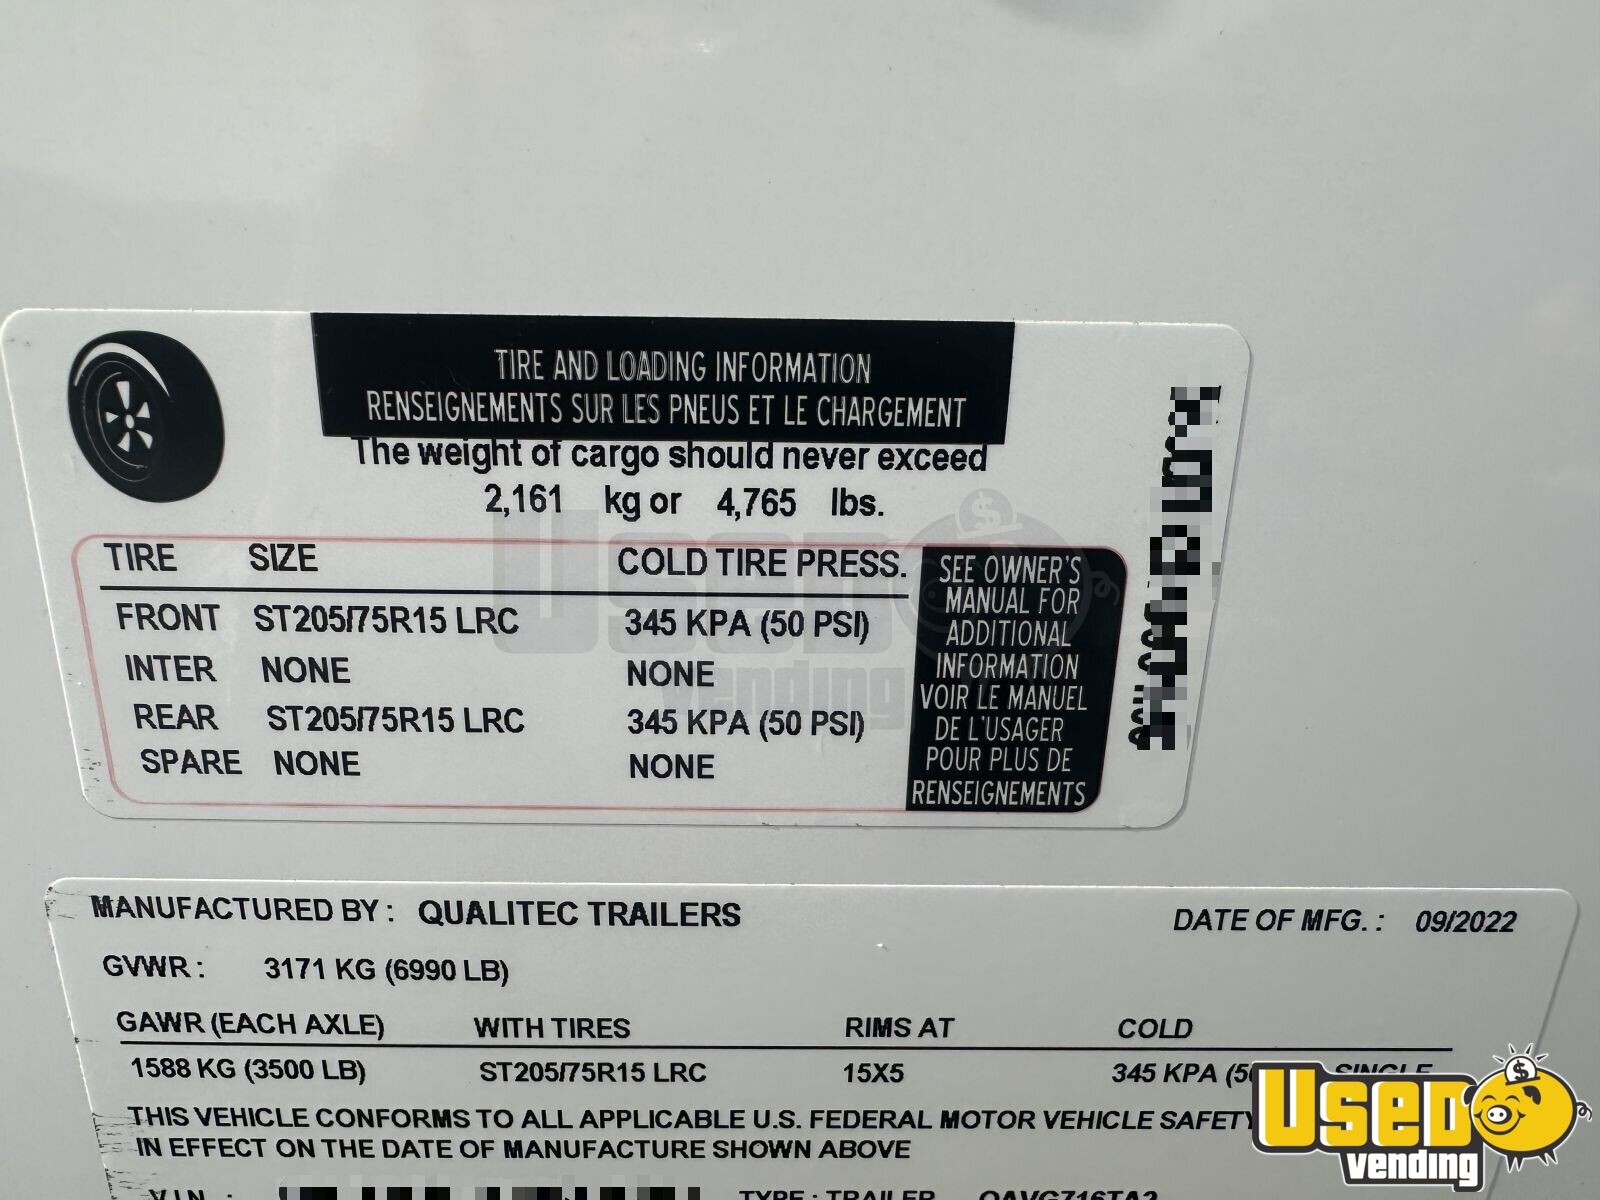 TIRE AND LOADING INFORMATION
RENSEIGNEMENTS SUR LES PNEUS ET LE CHARGEMENT
The weight of cargo should never exceed
2,161 kg or 4,765 lbs.
TIRE SIZE COLD TIRE PRESS.
FRONT ST205/75R15 LRC 345 KPA (50 PSI)
INTER NONE NONE
REAR ST205/75R15 LRC 345 KPA (50 PSI)
SPARE NONE NONE
SEE OWNER'S
MANUAL FOR
ADDITIONAL
INFORMATION
VOIR LE MANUEL
DE L'USAGER
POUR PLUS DE
RENSEIGNEMENTS
MANUFACTURED BY : QUALITEC TRAILERS DATE OF MFG. : 09/2022
GVWR : 3171 KG (6990 LB)
GAWR (EACH AXLE) WITH TIRES RIMS AT COLD
1588 KG (3500 LB) ST205/75R15 LRC 15X5 345 KPA (50 SINGLE
THIS VEHICLE CONFORMS TO ALL APPLICABLE U.S. FEDERAL MOTOR VEHICLE SAFETY
IN EFFECT ON THE DATE OF MANUFACTURE SHOWN ABOVE
V.I.N. : TYPE : TRAILER QAVG716TA2
Used
vending
Used
vending